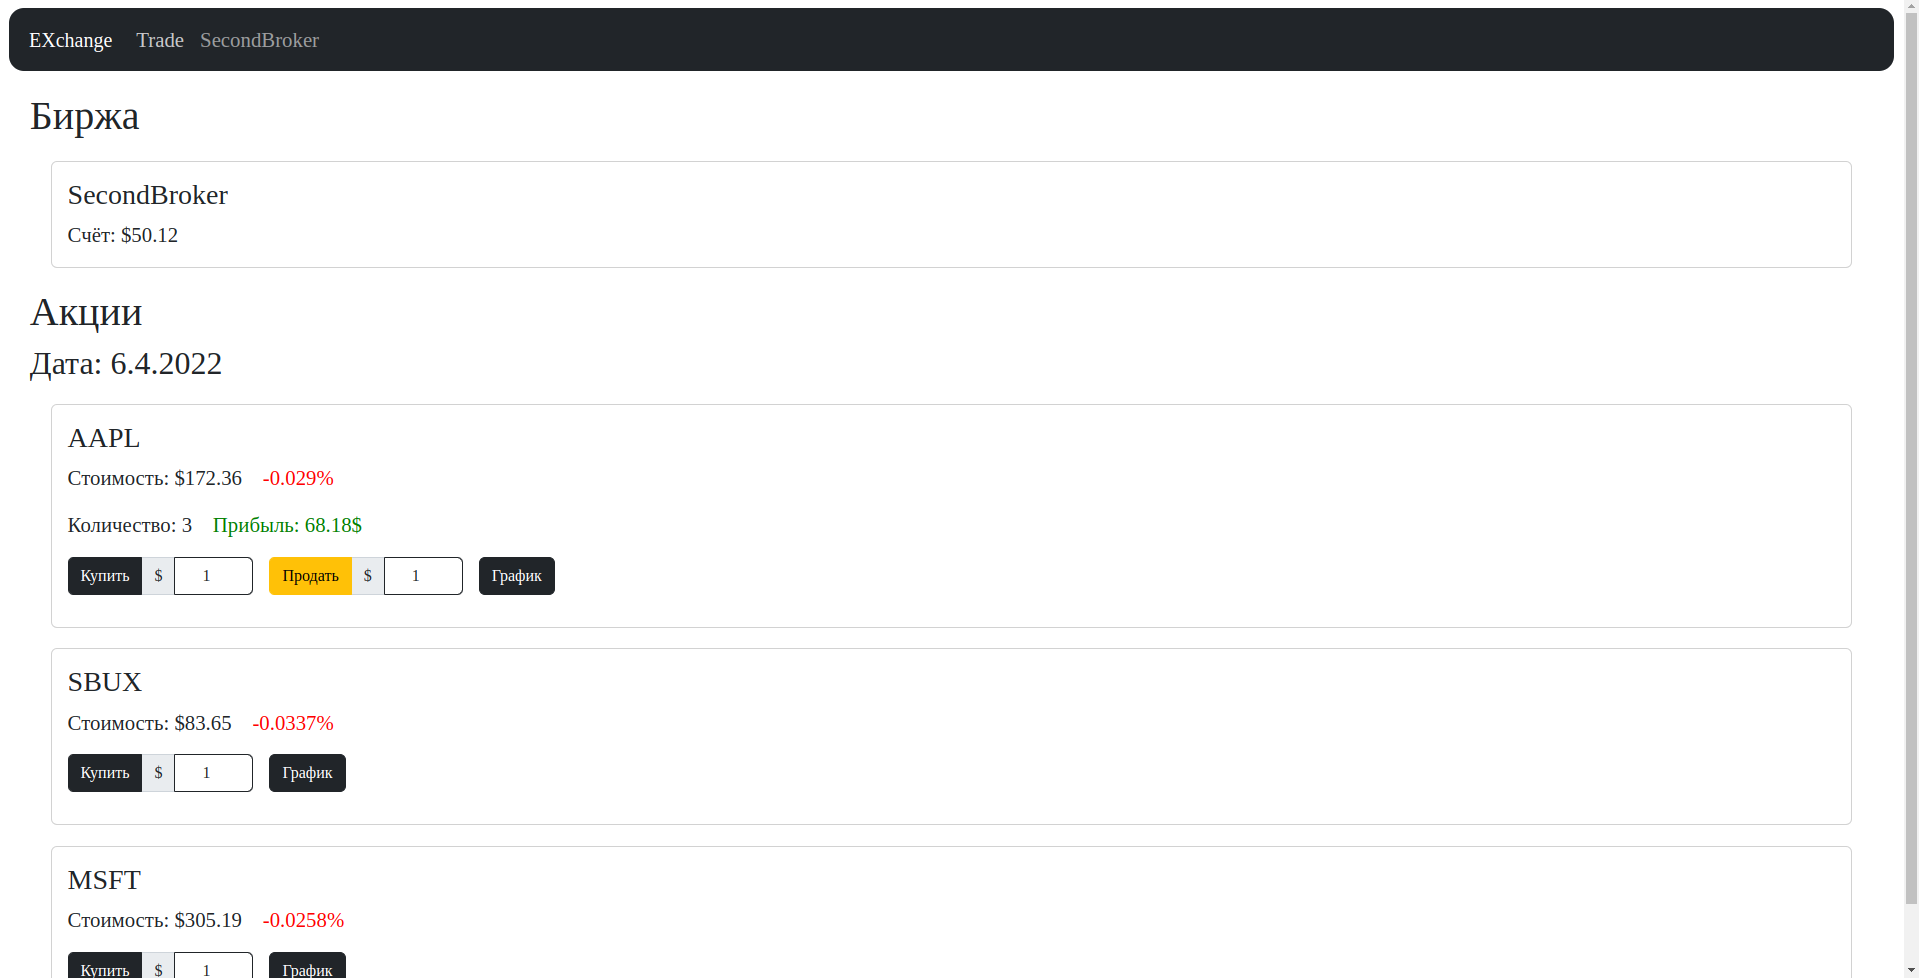 EXchange Trade SecondBroker
Биржа
SecondBroker
Счёт: $50.12
Акции
Дата: 6.4.2022
AAPL
Стоимость: $172.36 -0.029%
Количество: 3 Прибыль: 68.18$
Купить $ 1 Продать $ 1 График
SBUX
Стоимость: $83.65 -0.0337%
Купить $ 1 График
MSFT
Стоимость: $305.19 -0.0258%
Купить $ 1 График